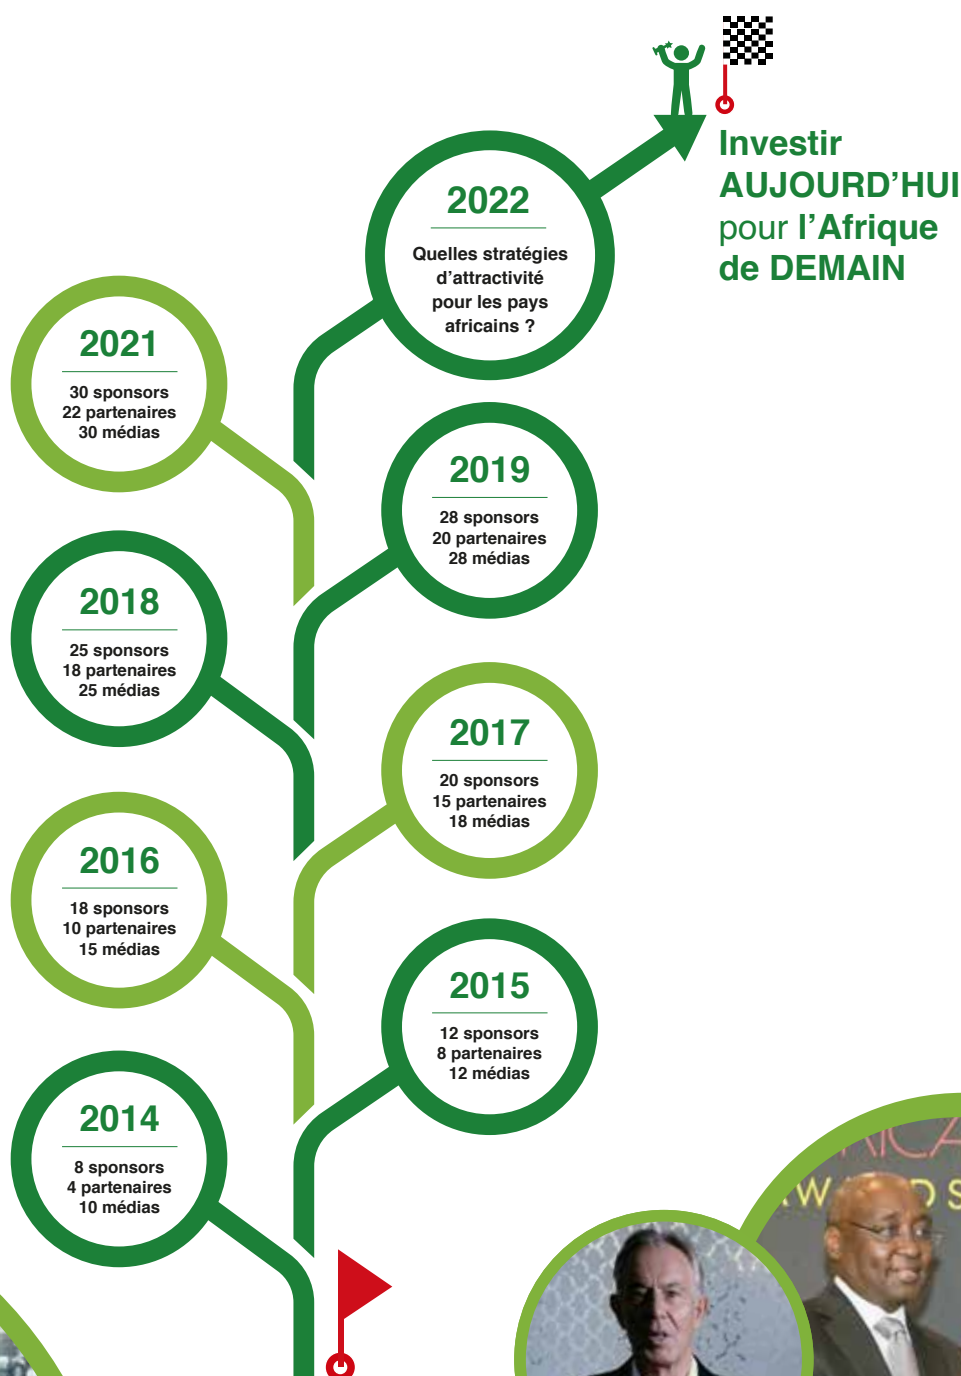 Investir
AUJOURD'HUI
pour l'Afrique
de DEMAIN
2022
Quelles stratégies
d'attractivité
pour les pays
africains ?
2021
30 sponsors
22 partenaires
30 médias
2019
28 sponsors
20 partenaires
28 médias
2018
25 sponsors
18 partenaires
25 médias
2017
20 sponsors
15 partenaires
18 médias
2016
18 sponsors
10 partenaires
15 médias
2015
12 sponsors
8 partenaires
12 médias
2014
8 sponsors
4 partenaires
10 médias